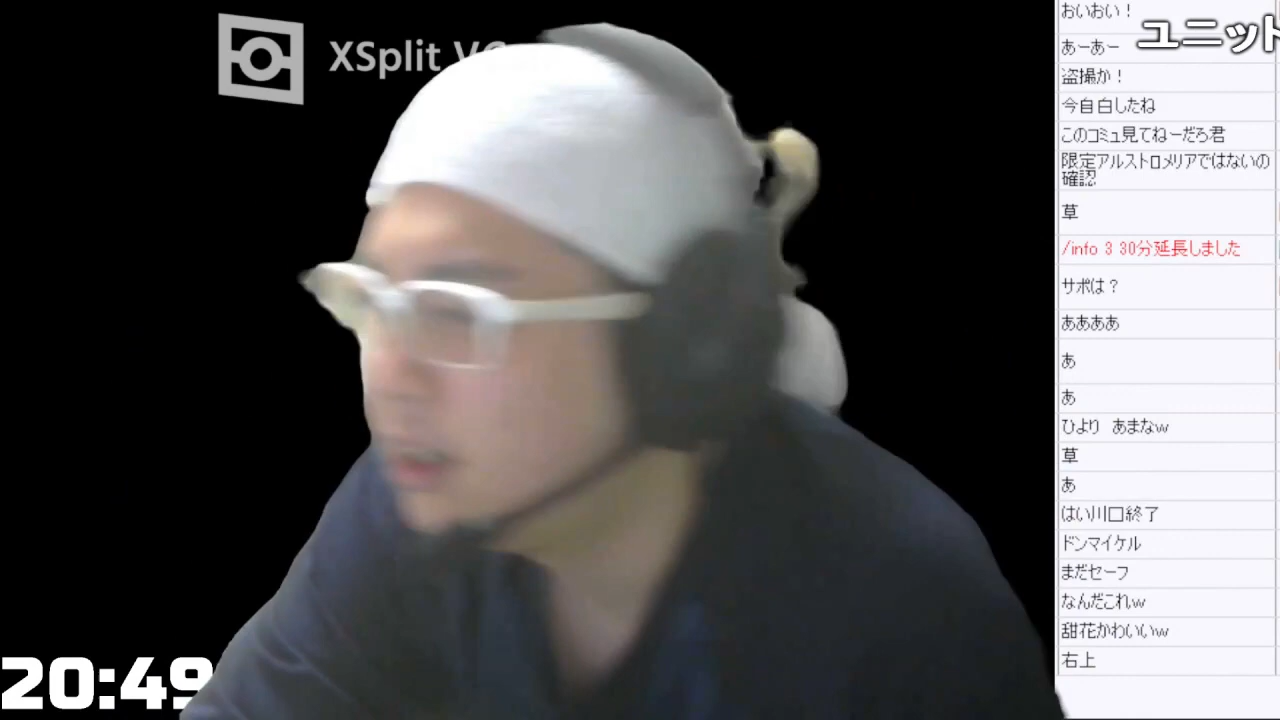 XSplit VCam
ユニット
おいおい！
あーあー
盗撮か！
今自白したね
このコミュ見てねーだろ君
限定アルストロメリアではないの
確認
草
/info 3 30分延長しました
サポは？
ああああ
あ
あ
ひより　あまなw
草
あ
はい川口終了
ドンマイケル
まだセーフ
なんだこれw
甜花かわいいw
右上
20:49